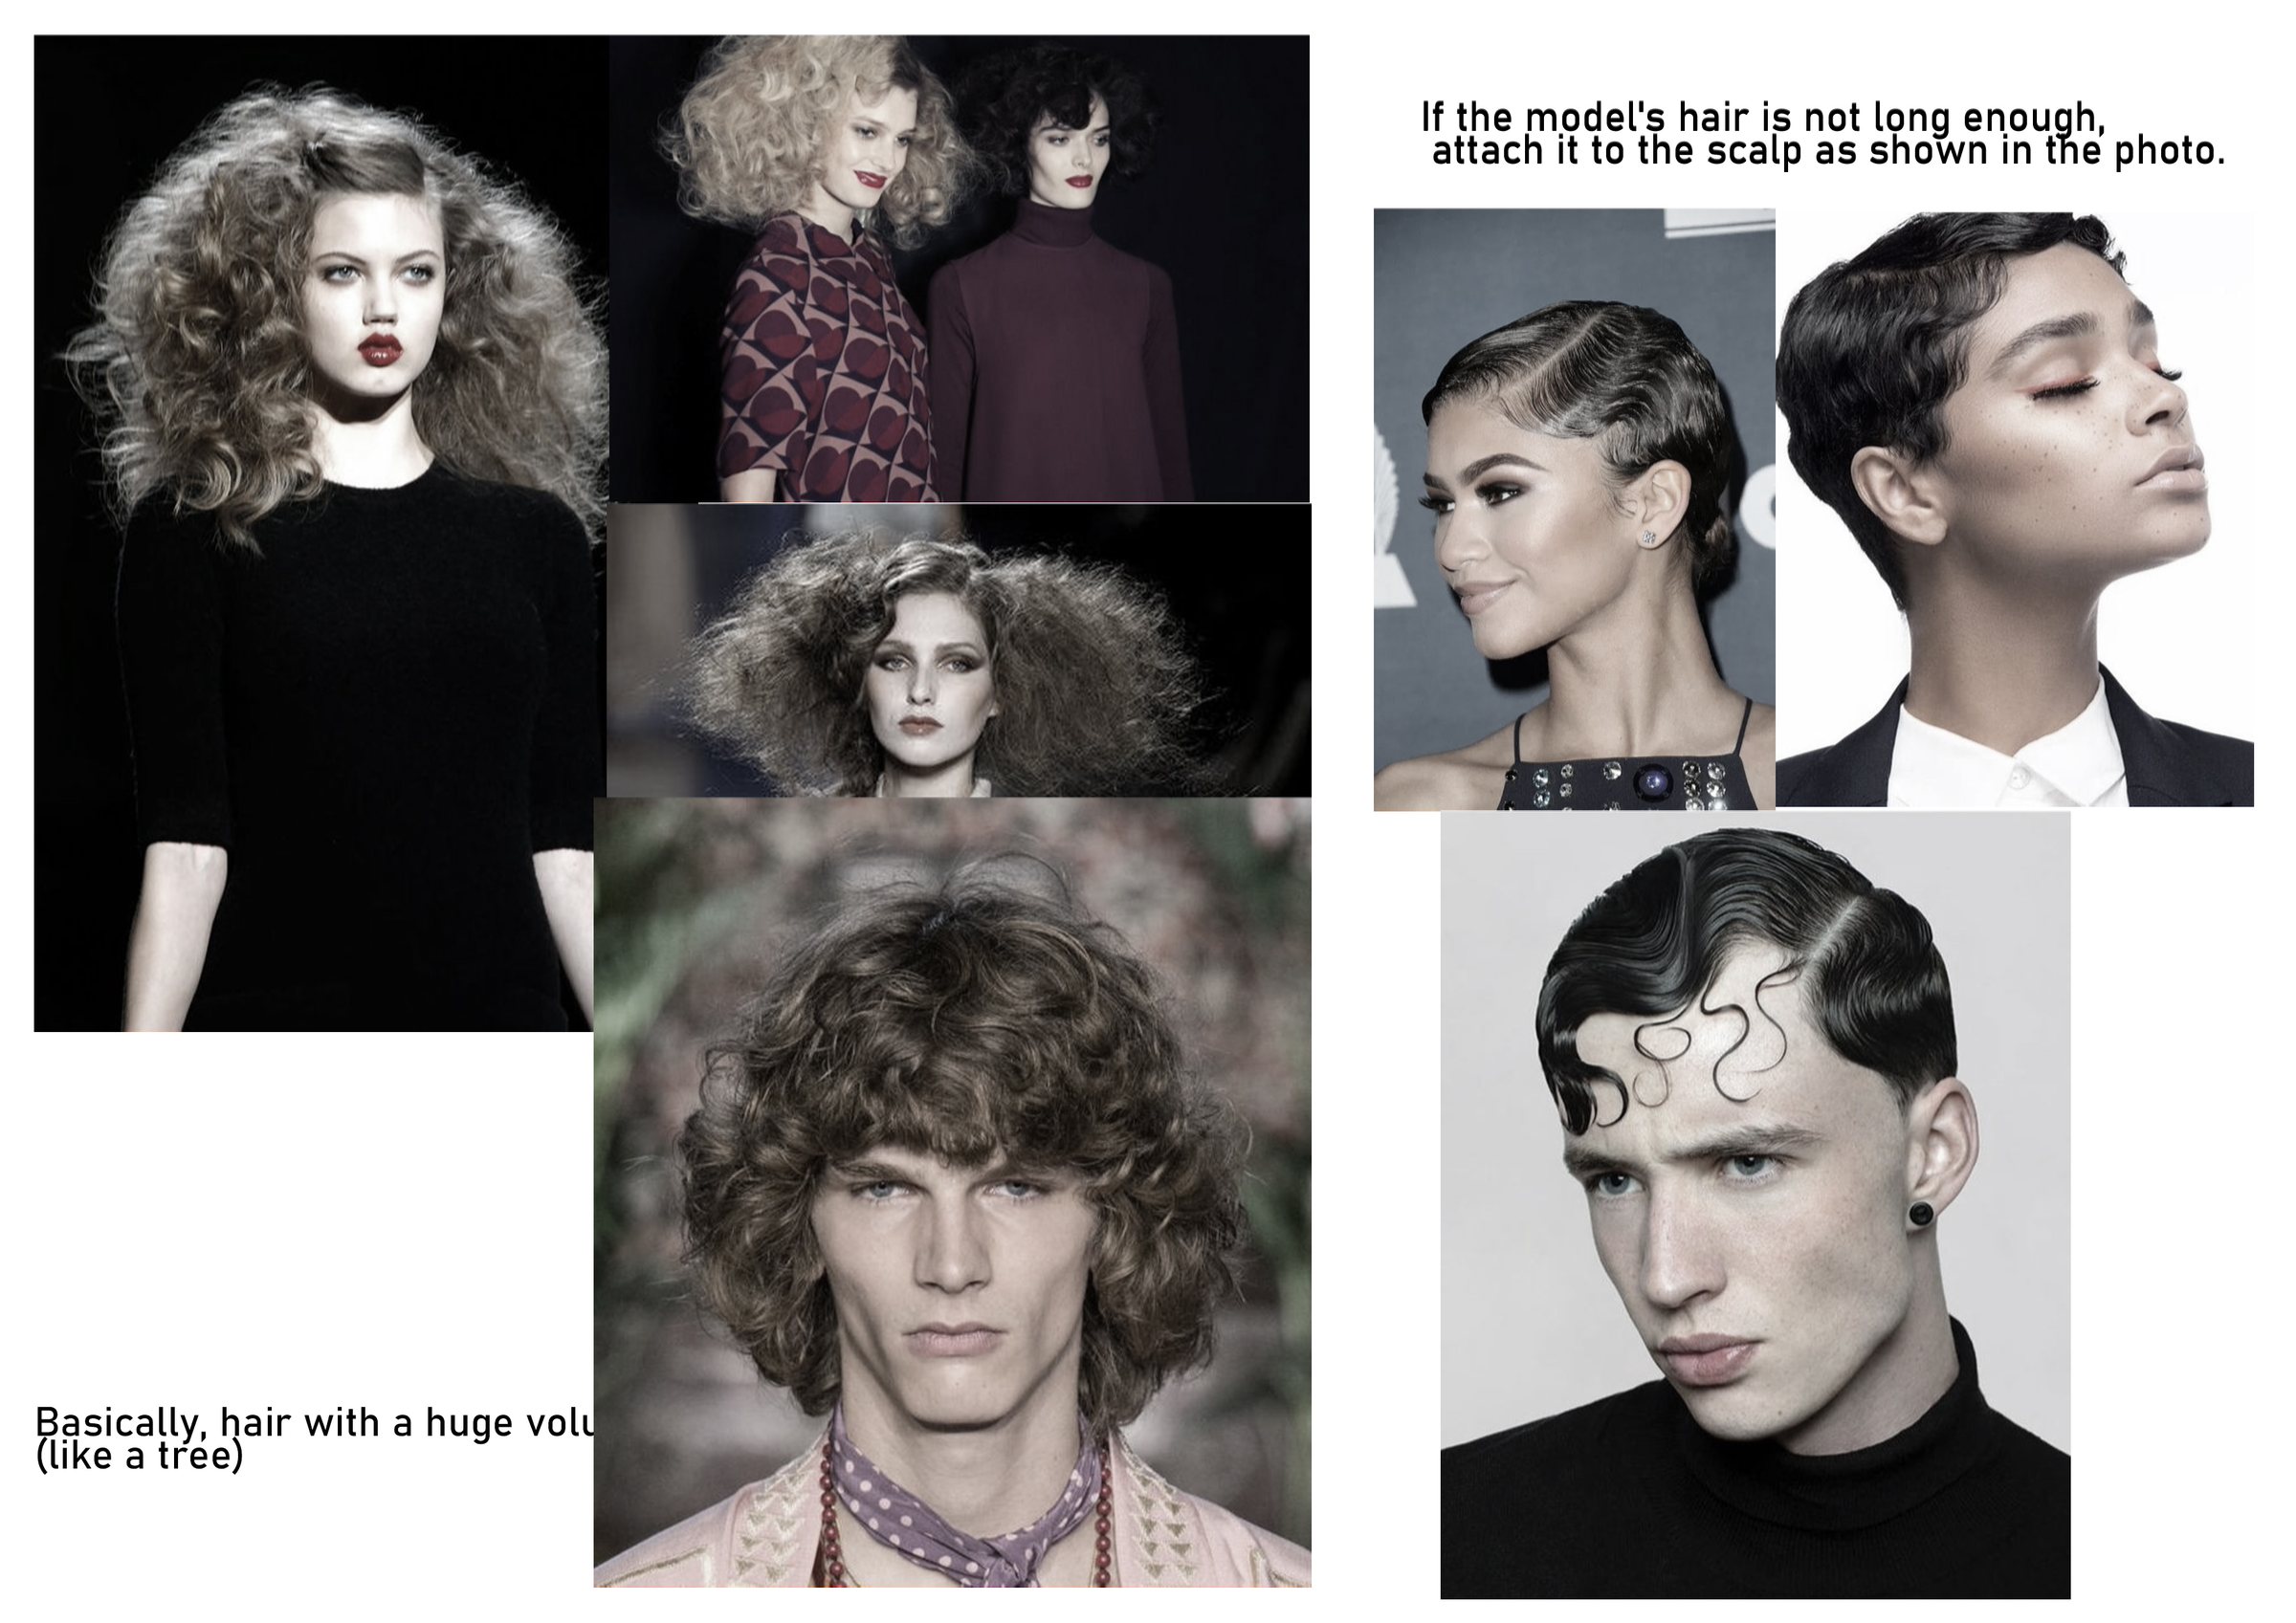 If the model's hair is not long enough,
attach it to the scalp as shown in the photo.
Basically, hair with a huge volu
(like a tree)